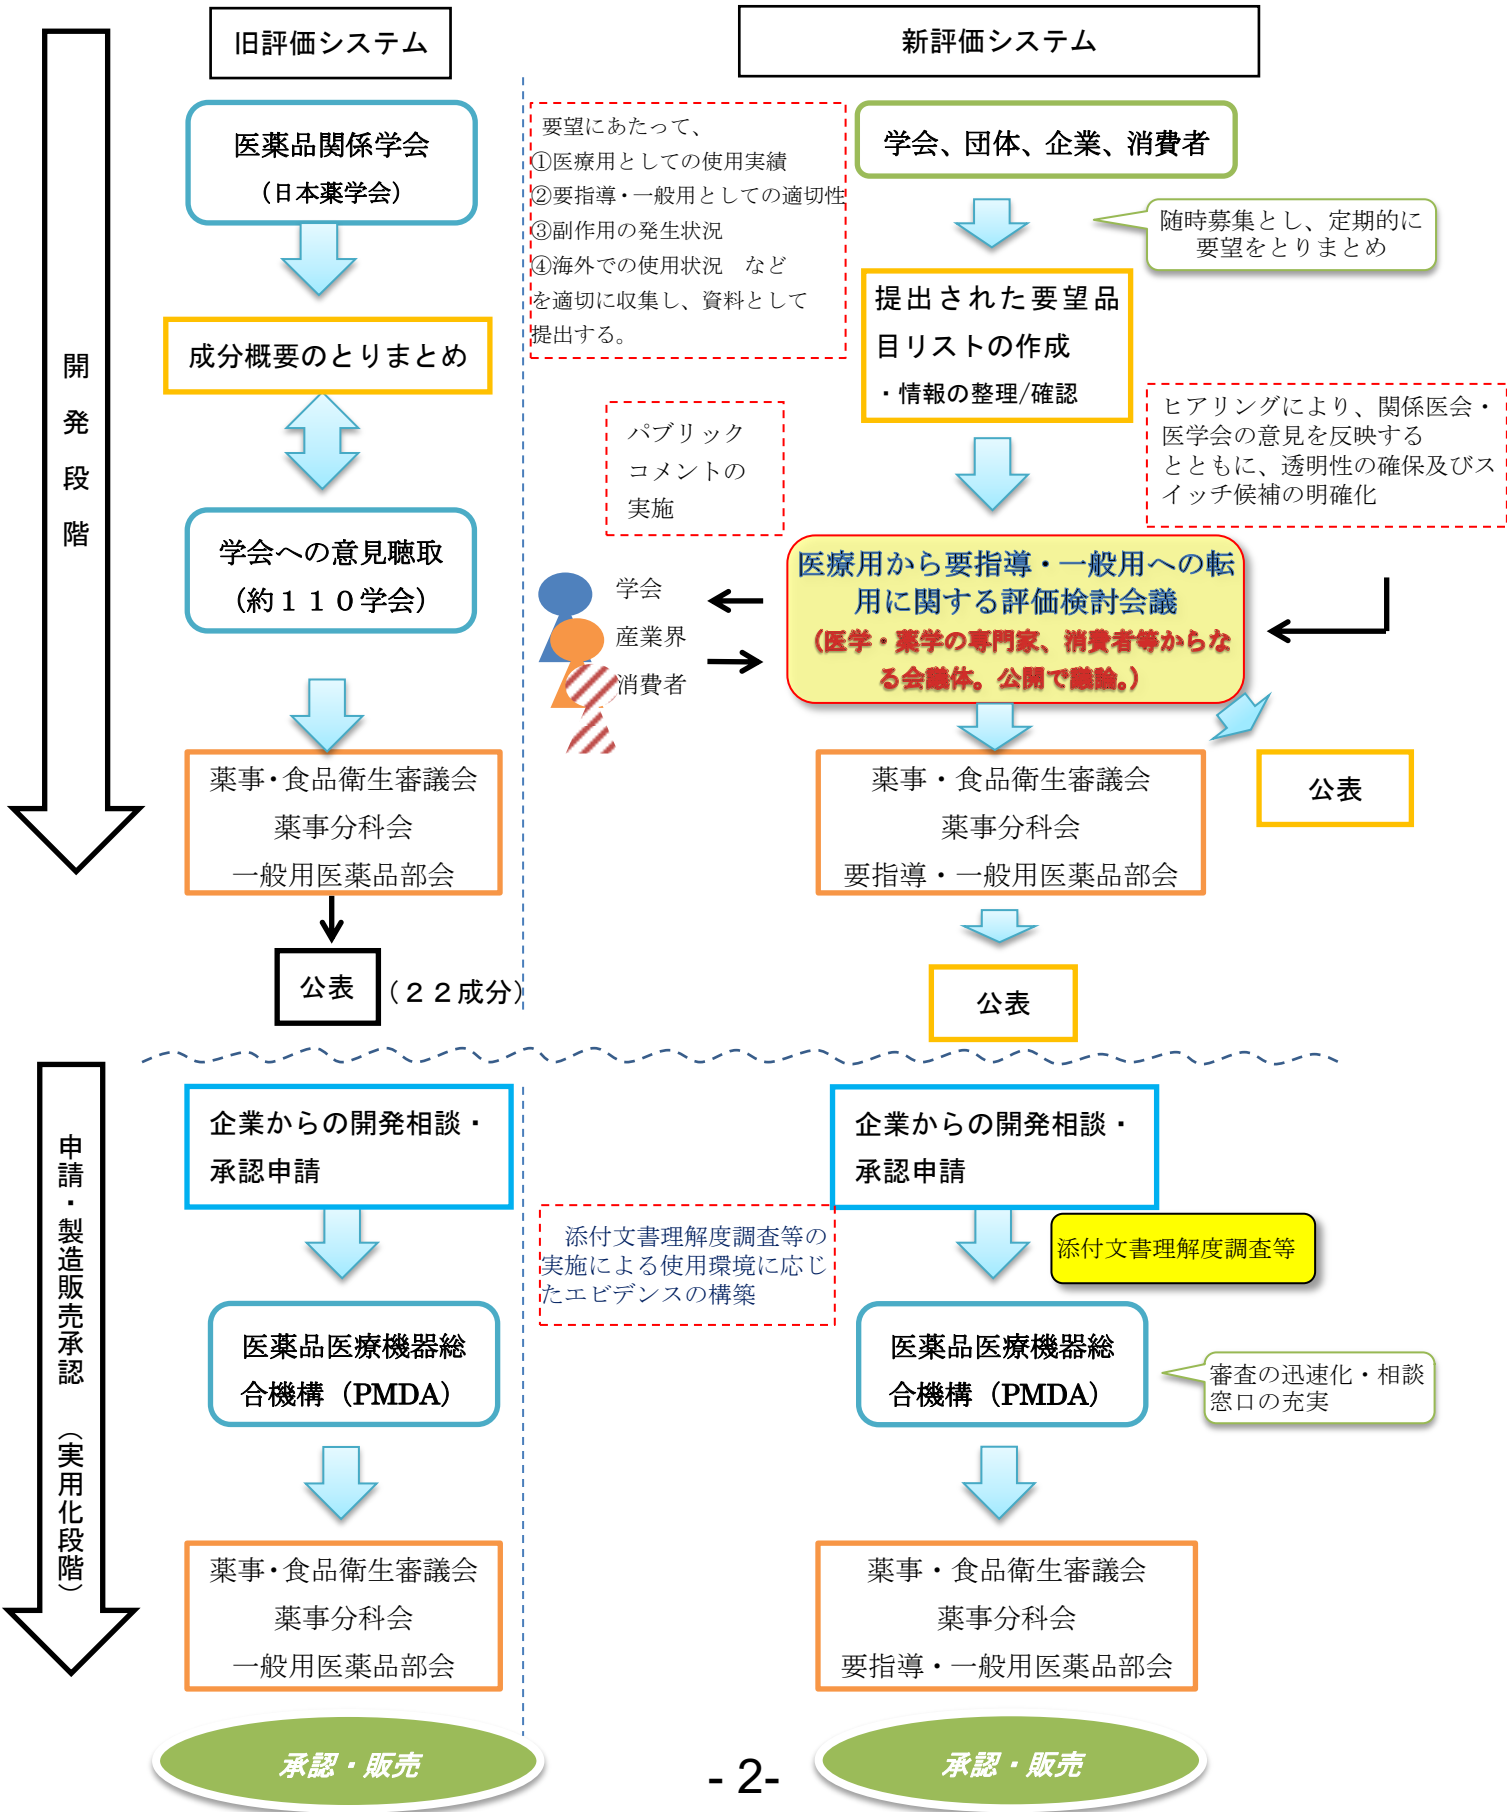 旧評価システム
新評価システム
開発段階
医薬品関係学会
（日本薬学会）
成分概要のとりまとめ
学会への意見聴取
（約１１０学会）
薬事・食品衛生審議会
薬事分科会
一般用医薬品部会
公表
（２２成分）
要望にあたって、
①医療用としての使用実績
②要指導・一般用としての適切性
③副作用の発生状況
④海外での使用状況　など
を適切に収集し、資料として
提出する。
学会、団体、企業、消費者
随時募集とし、定期的に
要望をとりまとめ
提出された要望品
目リストの作成
・情報の整理/確認
パブリック
コメントの
実施
ヒアリングにより、関係医会・
医学会の意見を反映する
とともに、透明性の確保及びス
イッチ候補の明確化
学会
産業界
消費者
医療用から要指導・一般用への転
用に関する評価検討会議
（医学・薬学の専門家、消費者等からな
る会議体。公開で議論。）
薬事・食品衛生審議会
薬事分科会
要指導・一般用医薬品部会
公表
公表
申請・製造販売承認　（実用化段階）
企業からの開発相談・
承認申請
医薬品医療機器総
合機構（PMDA）
薬事・食品衛生審議会
薬事分科会
一般用医薬品部会
承認・販売
添付文書理解度調査等の
実施による使用環境に応じ
たエビデンスの構築
企業からの開発相談・
承認申請
添付文書理解度調査等
医薬品医療機器総
合機構（PMDA）
審査の迅速化・相談
窓口の充実
薬事・食品衛生審議会
薬事分科会
要指導・一般用医薬品部会
承認・販売
- 2-